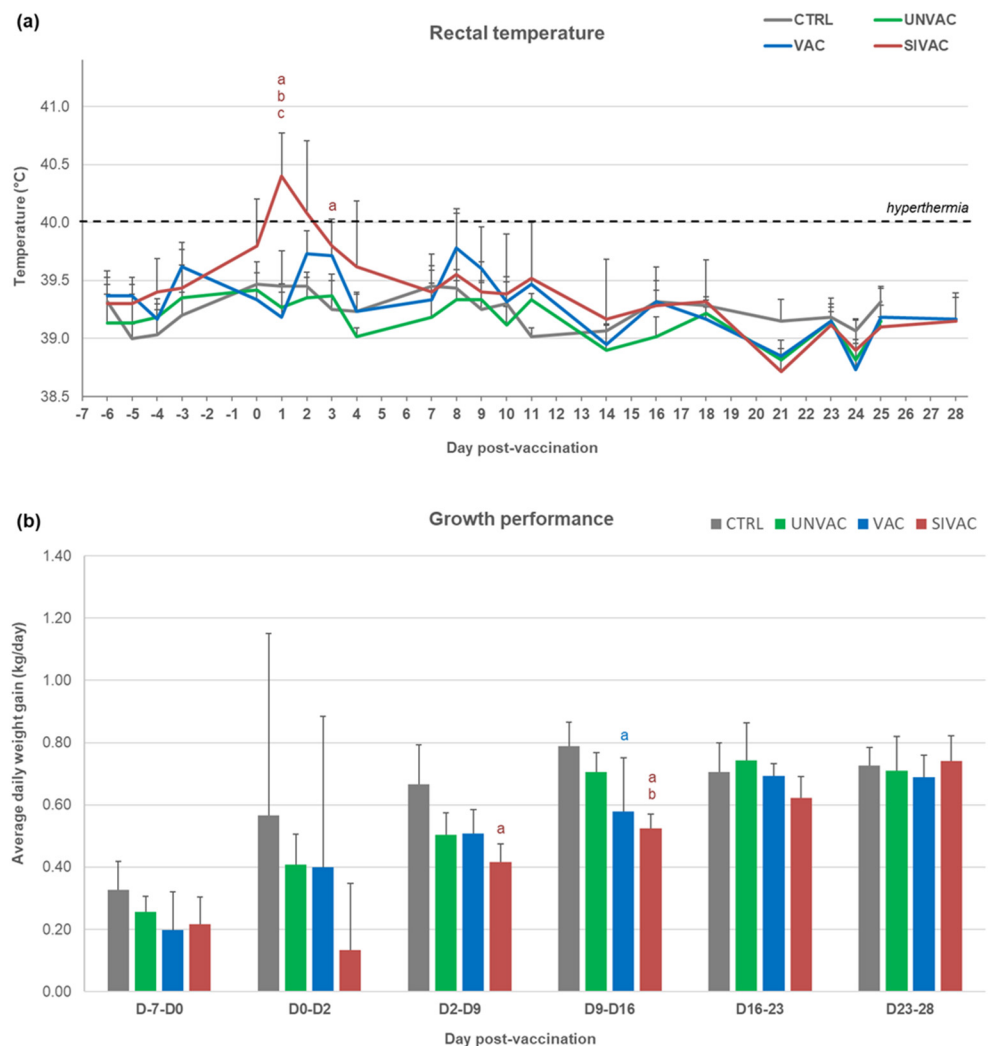 (a)
Rectal temperature
CTRL UNVAC
VAC SIVAC
a
b
c
a
hyperthermia
Temperature (°C)
41.0
40.5
40.0
39.5
39.0
38.5
-7 -6 -5 -4 -3 -2 -1 0 1 2 3 4 5 6 7 8 9 10 11 12 13 14 15 16 17 18 19 20 21 22 23 24 25 26 27 28
Day post-vaccination
(b)
Growth performance
CTRL UNVAC VAC SIVAC
Average daily weight gain (kg/day)
1.40
1.20
1.00
0.80
0.60
0.40
0.20
0.00
a
a
a
b
D-7-D0 D0-D2 D2-D9 D9-D16 D16-23 D23-28
Day post-vaccination